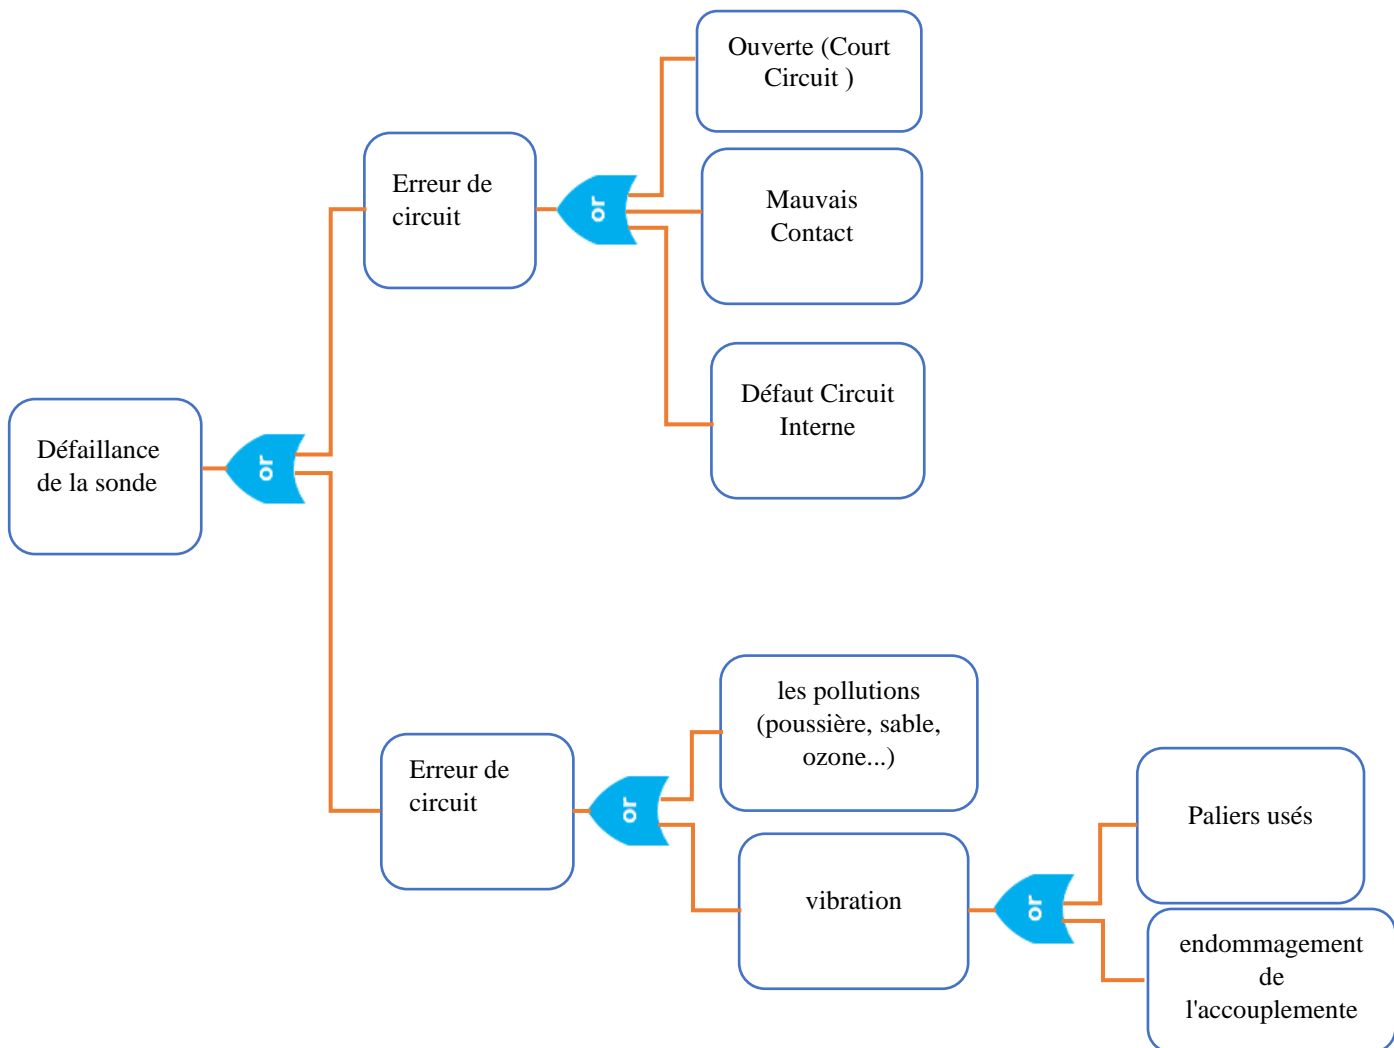 Ouverte (Court
Circuit )
Erreur de
circuit
or
Mauvais
Contact
Défaut Circuit
Interne
Défaillance
de la sonde
or
les pollutions
(poussière, sable,
ozone...)
Erreur de
circuit
or
Paliers usés
vibration
or
endommagement
de
l'accouplemente